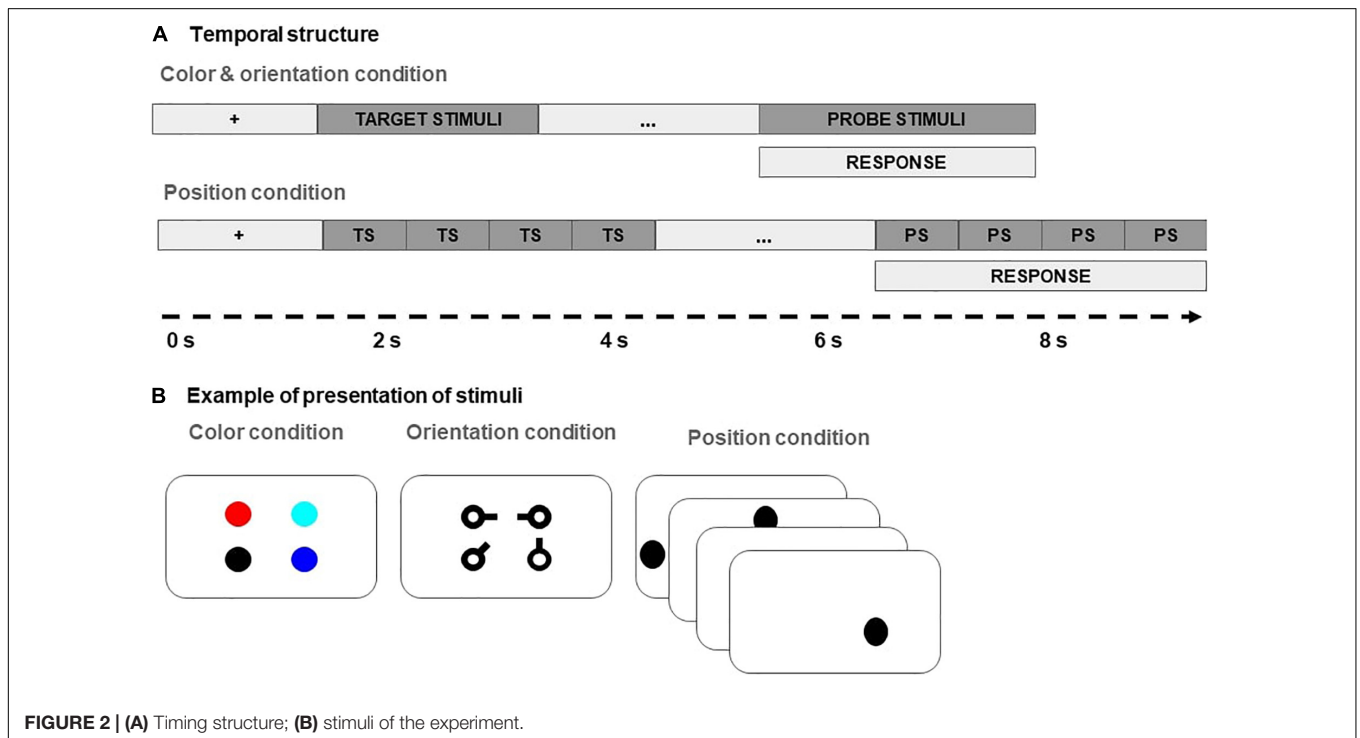 A Temporal structure
Color & orientation condition
+ TARGET STIMULI ... PROBE STIMULI
RESPONSE
Position condition
+ TS TS TS TS ... PS PS PS PS
RESPONSE
0 s 2 s 4 s 6 s 8 s
B Example of presentation of stimuli
Color condition Orientation condition Position condition
FIGURE 2 | (A) Timing structure; (B) stimuli of the experiment.